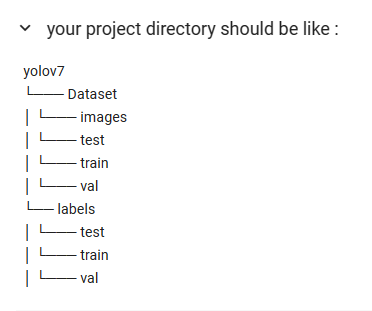 your project directory should be like :
yolov7
└── Dataset
│ └── images
│ └── test
│ └── train
│ └── val
└── labels
│ └── test
│ └── train
│ └── val